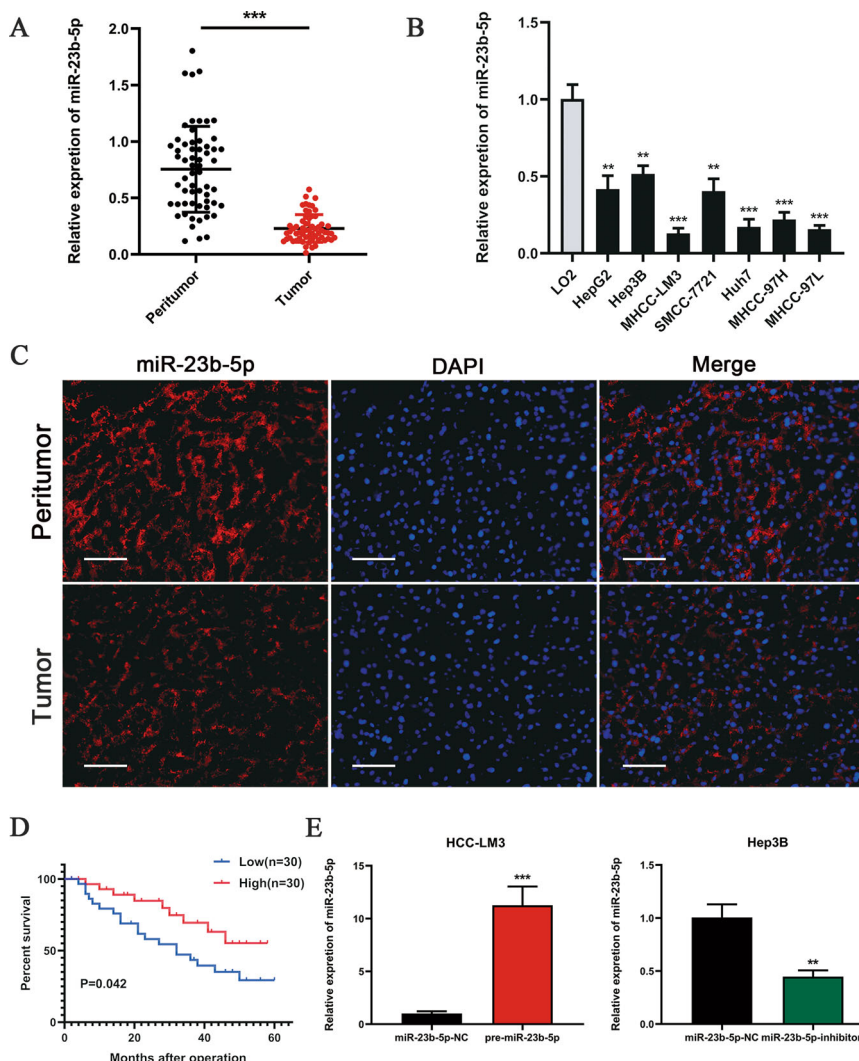 A
Relative expretion of miR-23b-5p
2.0
1.5
1.0
0.5
0.0
***
Peritumor
Tumor
B
Relative expretion of miR-23b-5p
1.5
1.0
0.5
0.0
**
**
***
**
***
***
***
LO2
HepG2
Hep3B
MHCC-LM3
SMCC-7721
Huh7
MHCC-97H
MHCC-97L
C
miR-23b-5p
DAPI
Merge
Peritumor
Tumor
D
Low(n=30)
High(n=30)
Percent survival
100
50
0
P=0.042
0
20
40
60
Months after operation
E
HCC-LM3
Relative expretion of miR-23b-5p
15
10
5
0
***
miR-23b-5p-NC
pre-miR-23b-5p
Hep3B
Relative expretion of miR-23b-5p
1.5
1.0
0.5
0.0
**
miR-23b-5p-NC
miR-23b-5p-inhibitor